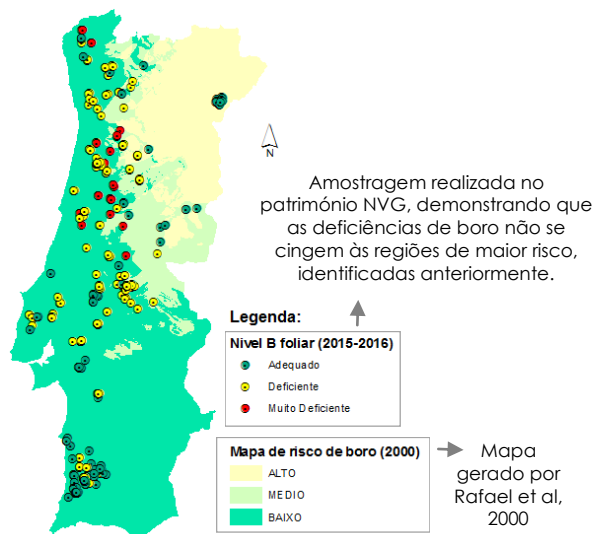 N
Amostragem realizada no
património NVG, demonstrando que
as deficiências de boro não se
cingem às regiões de maior risco,
identificadas anteriormente.
Legenda:
Nivel B foliar (2015-2016)
Adequado
Deficiente
Muito Deficiente
Mapa de risco de boro (2000)
ALTO
MEDIO
BAIXO
Mapa
gerado por
Rafael et al,
2000